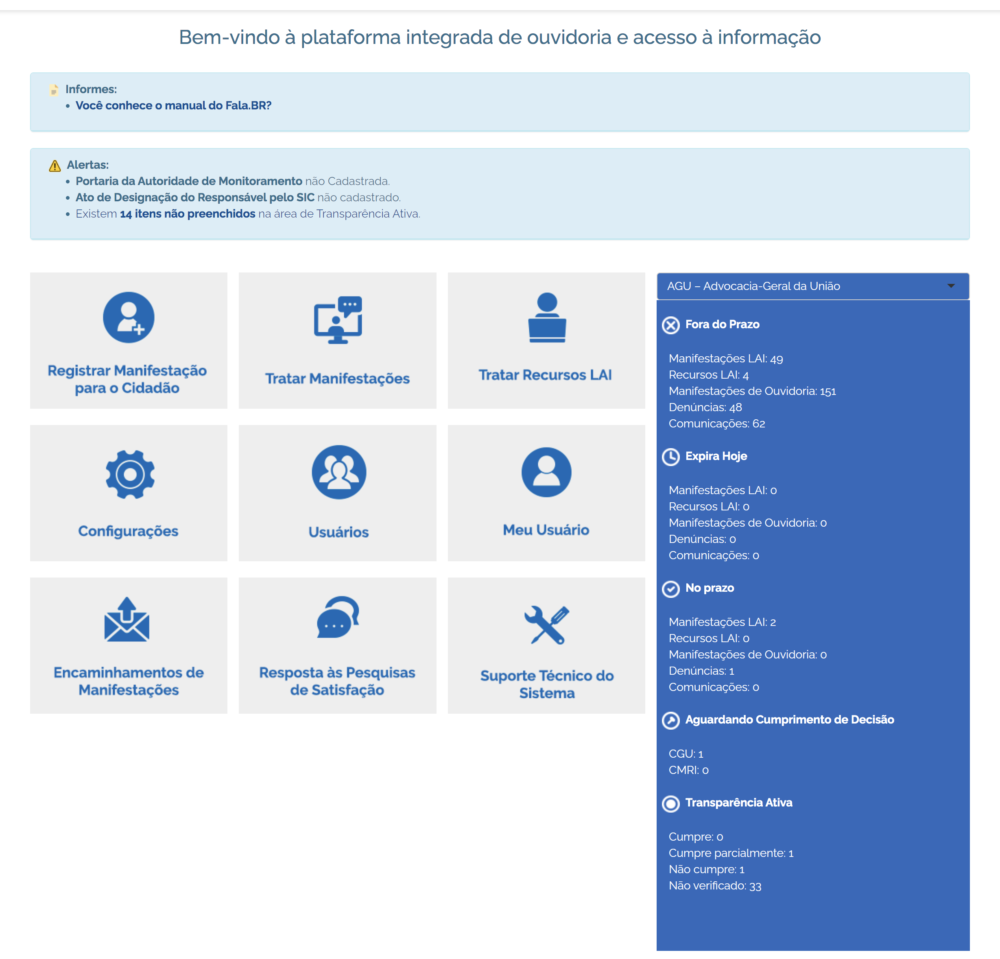 Bem-vindo à plataforma integrada de ouvidoria e acesso à informação
Informes:
• Você conhece o manual do Fala.BR?
Alertas:
• Portaria da Autoridade de Monitoramento não Cadastrada.
• Ato de Designação do Responsável pelo SIC não cadastrado.
• Existem 14 itens não preenchidos na área de Transparência Ativa.
Registrar Manifestação
para o Cidadão
Tratar Manifestações
Tratar Recursos LAI
Configurações
Usuários
Meu Usuário
Encaminhamentos de
Manifestações
Resposta às Pesquisas
de Satisfação
Suporte Técnico do
Sistema
AGU – Advocacia-Geral da União
Fora do Prazo
Manifestações LAI: 49
Recursos LAI: 4
Manifestações de Ouvidoria: 151
Denúncias: 48
Comunicações: 62
Expira Hoje
Manifestações LAI: 0
Recursos LAI: 0
Manifestações de Ouvidoria: 0
Denúncias: 0
Comunicações: 0
No prazo
Manifestações LAI: 2
Recursos LAI: 0
Manifestações de Ouvidoria: 0
Denúncias: 1
Comunicações: 0
Aguardando Cumprimento de Decisão
CGU: 1
CMRI: 0
Transparência Ativa
Cumpre: 0
Cumpre parcialmente: 1
Não cumpre: 1
Não verificado: 33